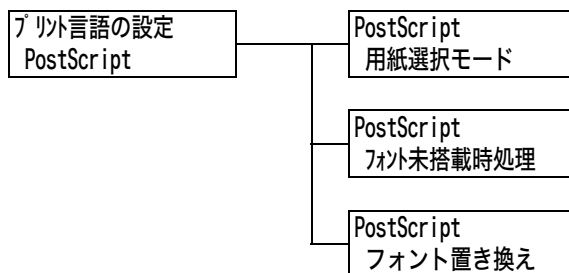 ﾌﾟﾘﾝﾄ言語の設定
PostScript
PostScript
用紙選択モード
PostScript
ﾌｫﾝﾄ未搭載時処理
PostScript
フォント置き換え